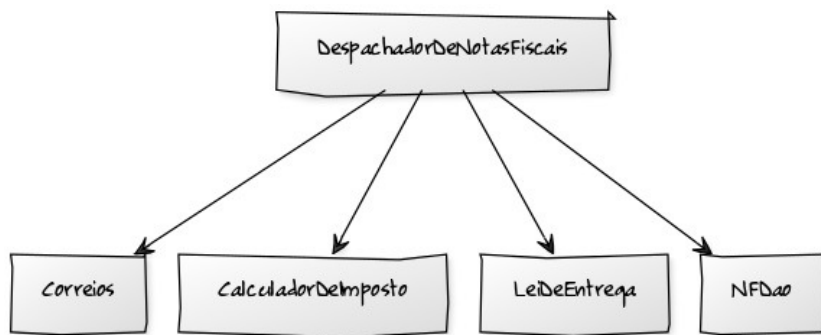 DespachadorDeNotasFiscais
Correios
CalculadorDeImposto
LeiDeEntrega
NFDao